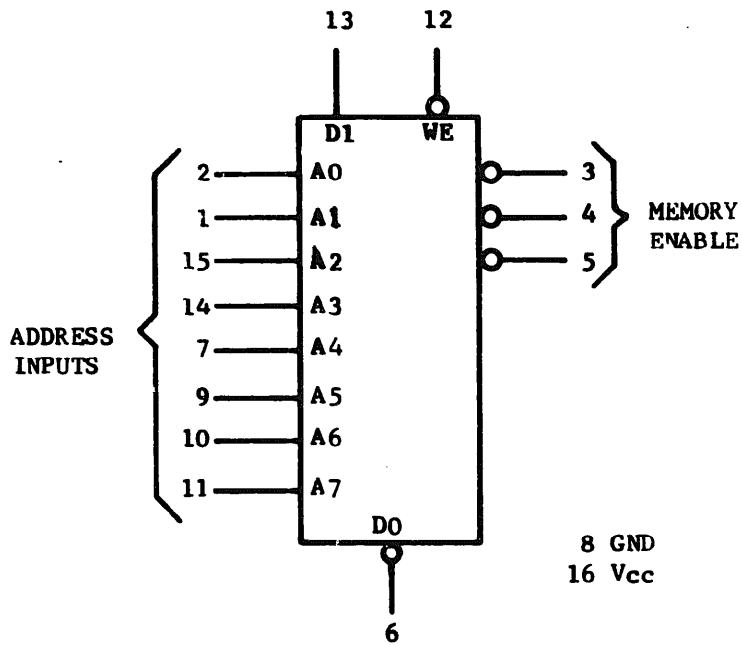 13 12
D1 WE
2 A0 3
1 A1 4 MEMORY
15 A2 5 ENABLE
14 A3
ADDRESS
INPUTS
7 A4
9 A5
10 A6
11 A7
D0
8 GND
16 Vcc
6